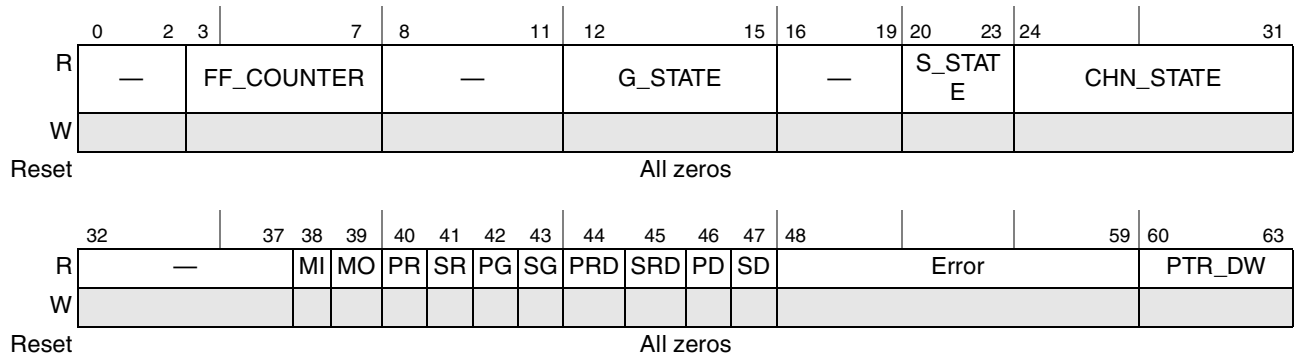 0 2 3 7 8 11 12 15 16 19 20 23 24 31
R — FF_COUNTER — G_STATE — S_STAT E CHN_STATE
W
Reset All zeros
32 37 38 39 40 41 42 43 44 45 46 47 48 59 60 63
R — MI MO PR SR PG SG PRD SRD PD SD Error PTR_DW
W
Reset All zeros